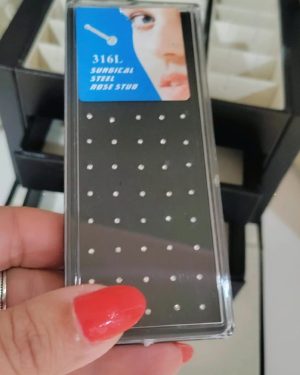 316L
SURGICAL
STEEL
NOSE STUD